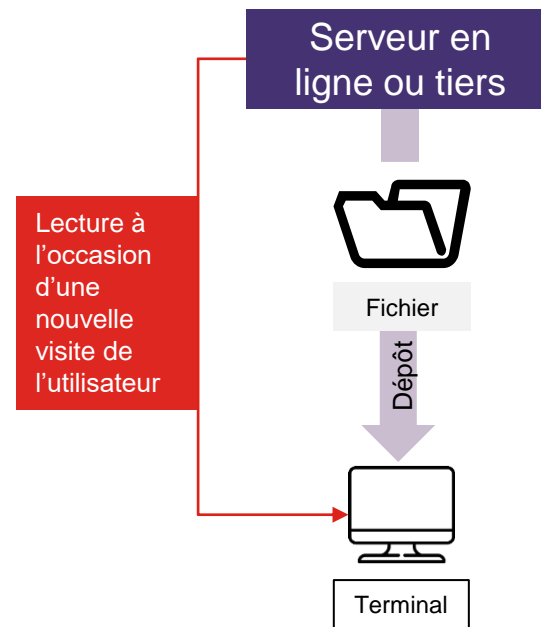 Serveur en
ligne ou tiers
Lecture à
l’occasion
d’une
nouvelle
visite de
l’utilisateur
Fichier
Dépôt
Terminal